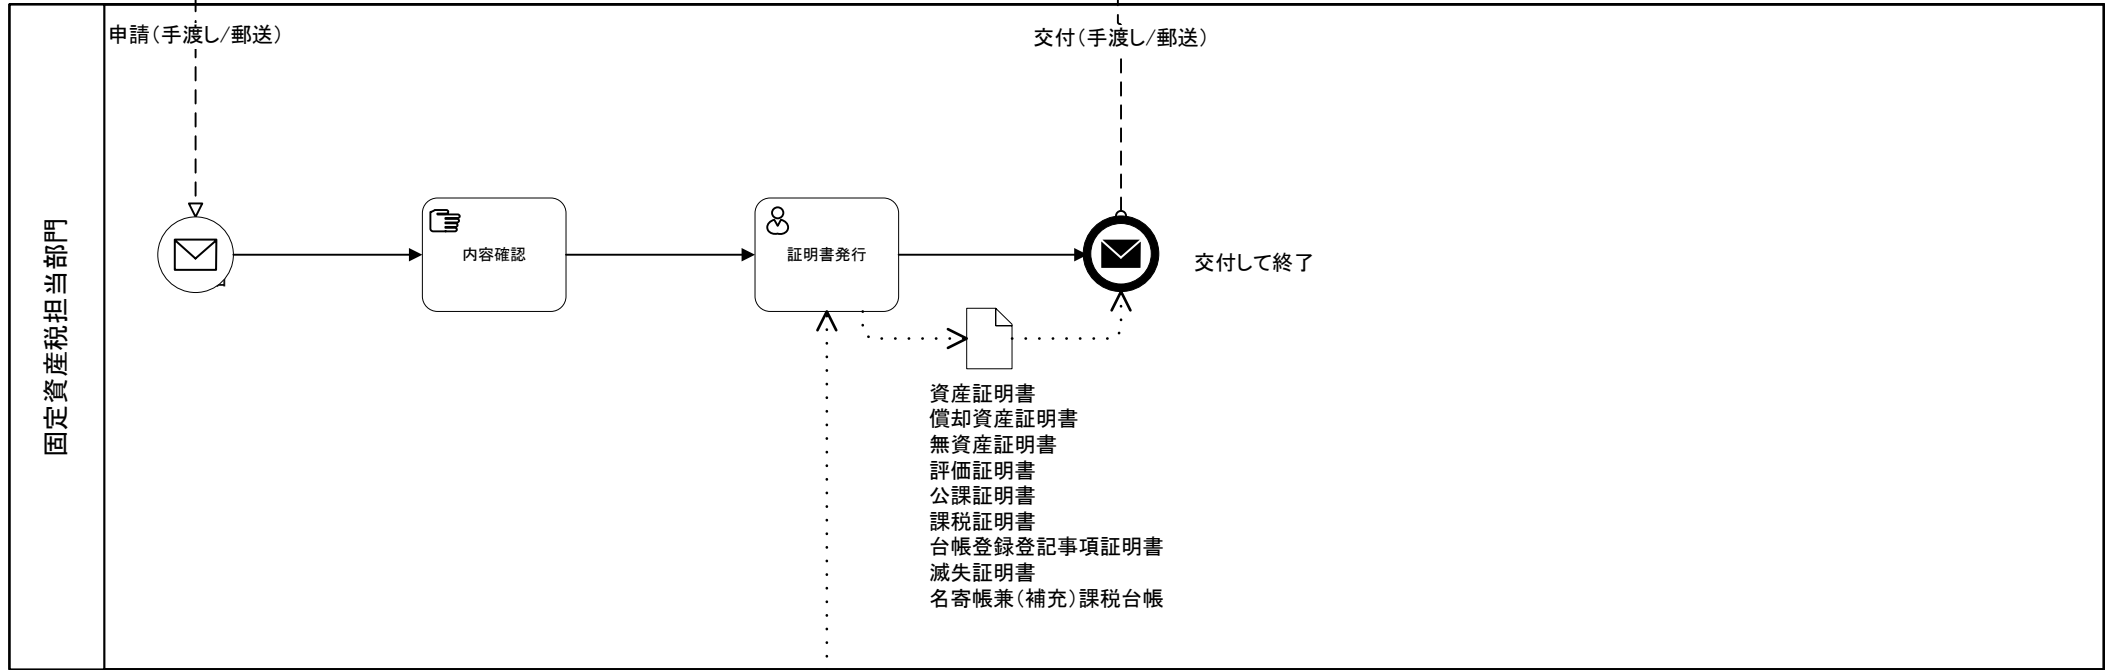 申請(手渡し/郵送)
交付(手渡し/郵送)
固定資産税担当部門
内容確認
証明書発行
交付して終了
資産証明書
償却資産証明書
無資産証明書
評価証明書
公課証明書
課税証明書
台帳登録登記事項証明書
滅失証明書
名寄帳兼(補充)課税台帳